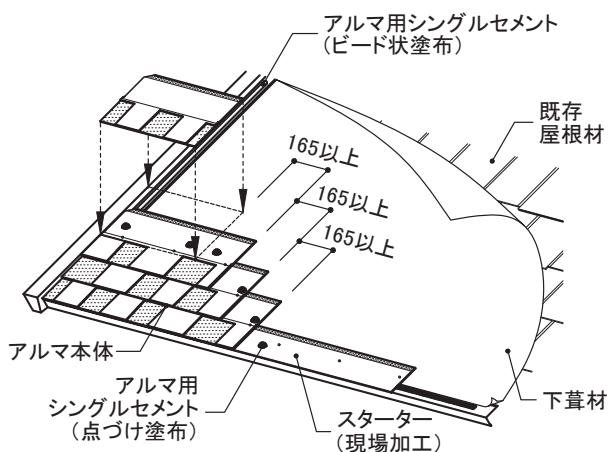 アルマ用シングルセメント
（ビード状塗布）
既存
屋根材
165以上
165以上
165以上
アルマ本体
アルマ用
シングルセメント
（点づけ塗布）
スターター
（現場加工）
下葺材